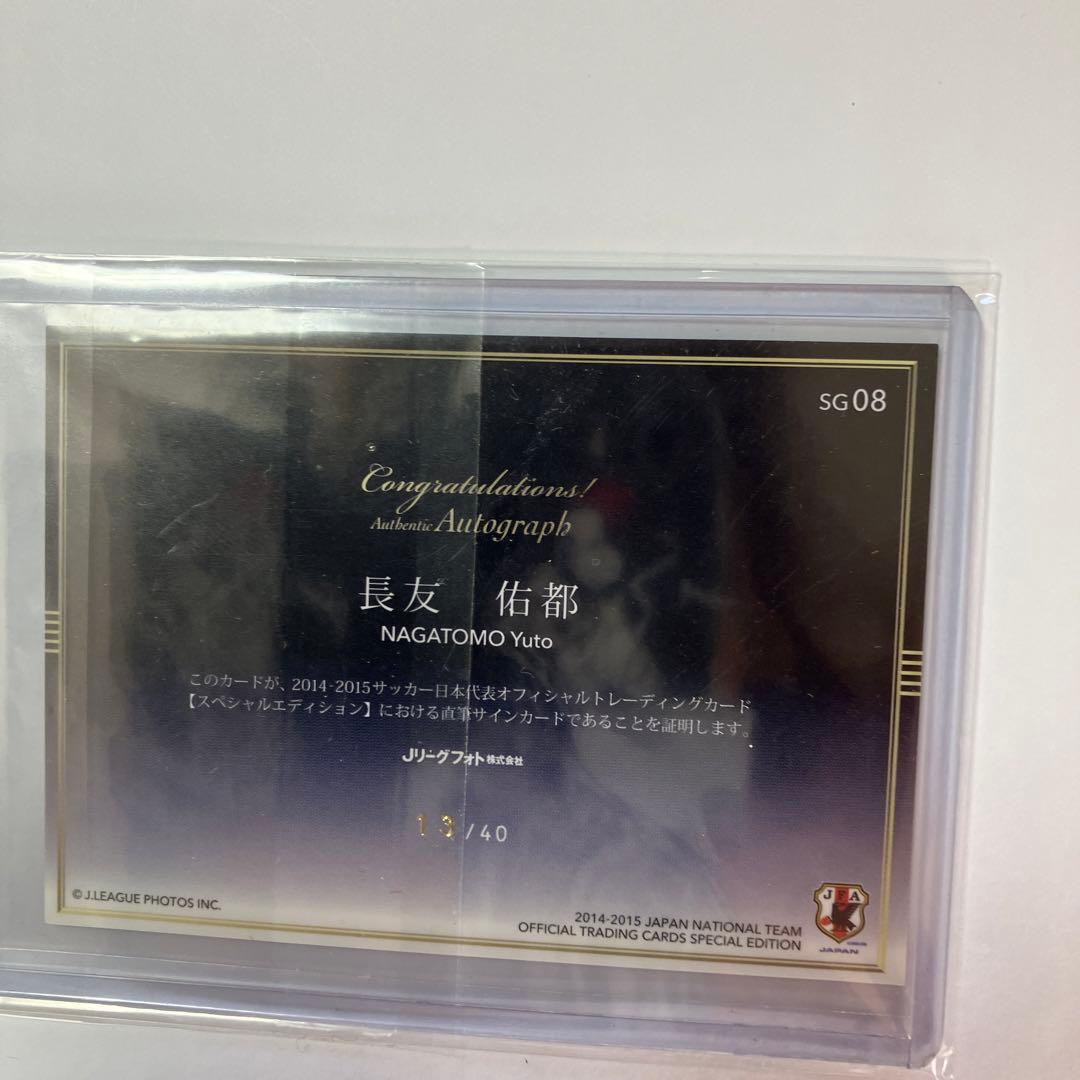 SG08
Congratulations!
Authentic Autograph
長友 佑都
NAGATOMO Yuto
このカードが、2014-2015サッカー日本代表オフィシャルトレーディングカード
【スペシャルエディション】における直筆サインカードであることを証明します。
Jリーグフォト株式会社
13/40
© J.LEAGUE PHOTOS INC.
2014-2015 JAPAN NATIONAL TEAM
OFFICIAL TRADING CARDS SPECIAL EDITION
JFA
JAPAN